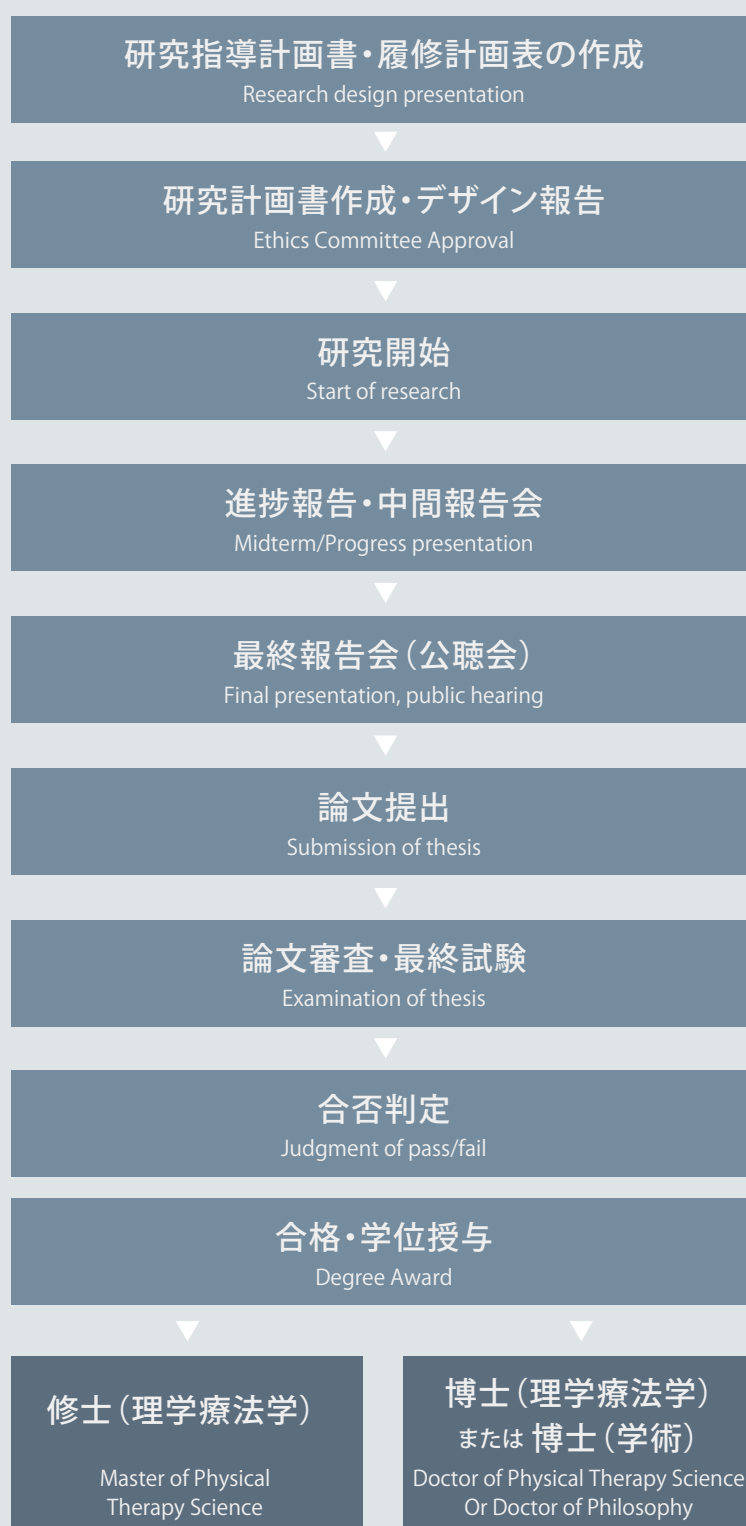 研究指導計画書・履修計画表の作成
Research design presentation
研究計画書作成・デザイン報告
Ethics Committee Approval
研究開始
Start of research
進捗報告・中間報告会
Midterm/Progress presentation
最終報告会（公聴会）
Final presentation, public hearing
論文提出
Submission of thesis
論文審査・最終試験
Examination of thesis
合否判定
Judgment of pass/fail
合格・学位授与
Degree Award
修士（理学療法学）
Master of Physical
Therapy Science
博士（理学療法学）
または 博士（学術）
Doctor of Physical Therapy Science
Or Doctor of Philosophy